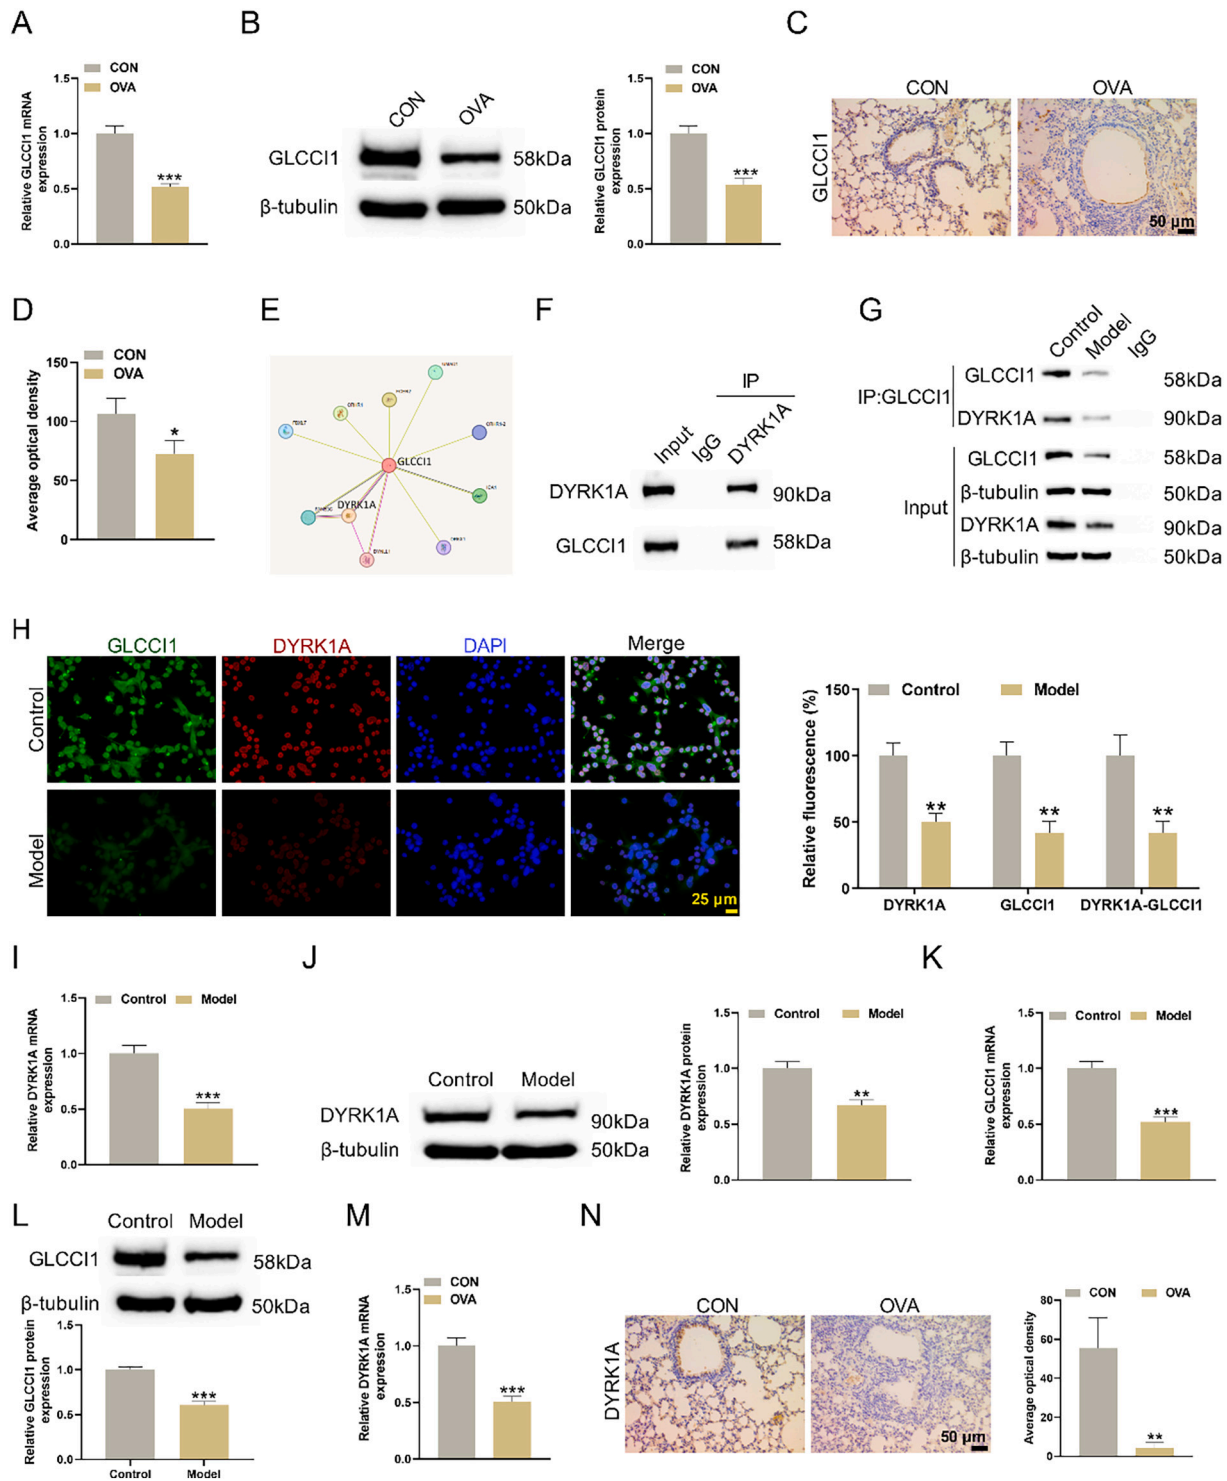 A
CON
OVA
Relative GLCCI1 mRNA
expression
1.5
1.0
0.5
0.0
***
B
CON
OVA
GLCCI1
58kDa
β-tubulin
50kDa
CON
OVA
Relative GLCCI1 protein
expression
1.5
1.0
0.5
0.0
***
C
CON
OVA
GLCCI1
50 μm
D
CON
OVA
Average optical density
150
100
50
0
*
E
GLCCI1
DYRK1A
F
IP
Input
IgG
DYRK1A
DYRK1A
90kDa
GLCCI1
58kDa
G
Control
Model
IgG
IP:GLCCI1
GLCCI1
58kDa
DYRK1A
90kDa
Input
GLCCI1
58kDa
β-tubulin
50kDa
DYRK1A
90kDa
β-tubulin
50kDa
H
GLCCI1
DYRK1A
DAPI
Merge
Control
Model
25 μm
Control
Model
Relative fluorescence (%)
150
100
50
0
**
**
**
DYRK1A
GLCCI1
DYRK1A-GLCCI1
I
Control
Model
Relative DYRK1A mRNA
expression
1.5
1.0
0.5
0.0
***
J
Control
Model
DYRK1A
90kDa
β-tubulin
50kDa
Control
Model
Relative DYRK1A protein
expression
1.5
1.0
0.5
0.0
**
K
Control
Model
Relative GLCCI1 mRNA
expression
1.5
1.0
0.5
0.0
***
L
Control
Model
GLCCI1
58kDa
β-tubulin
50kDa
Relative GLCCI1 protein
expression
1.5
1.0
0.5
0.0
***
Control
Model
M
CON
OVA
Relative DYRK1A mRNA
expression
1.5
1.0
0.5
0.0
***
N
CON
OVA
DYRK1A
50 μm
CON
OVA
Average optical density
80
60
40
20
0
**